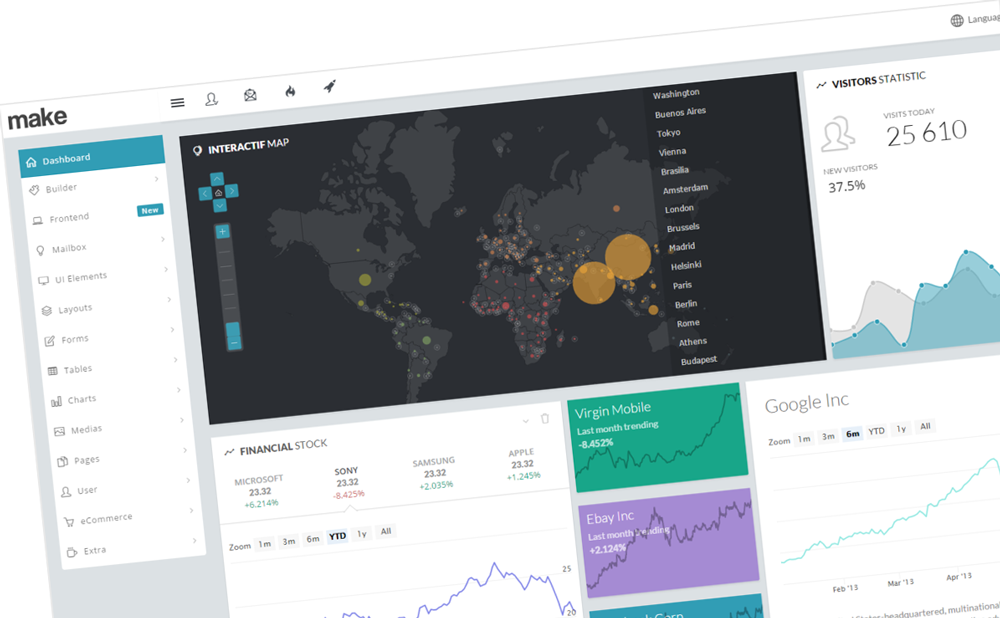 Languag
make
Dashboard
Builder
Frontend
New
Mailbox
UI Elements
Layouts
Forms
Tables
Charts
Medias
Pages
User
eCommerce
Extra
INTERACTIF MAP
Washington
Buenos Aires
Tokyo
Vienna
Brasilia
Amsterdam
London
Brussels
Madrid
Helsinki
Paris
Berlin
Rome
Athens
Budapest
VISITORS STATISTIC
VISITS TODAY
25 610
NEW VISITORS
37.5%
FINANCIAL STOCK
MICROSOFT
23.32
+6.214%
SONY
23.32
-8.425%
SAMSUNG
23.32
+2.035%
APPLE
23.32
+1.245%
Zoom 1m 3m 6m YTD 1y All
25
20
Virgin Mobile
Last month trending
-8.452%
Ebay Inc
Last month trending
+2.124%
Corp
Google Inc
Zoom 1m 3m 6m YTD 1y All
Feb '13 Mar '13 Apr '13
States-headquartered, multinational